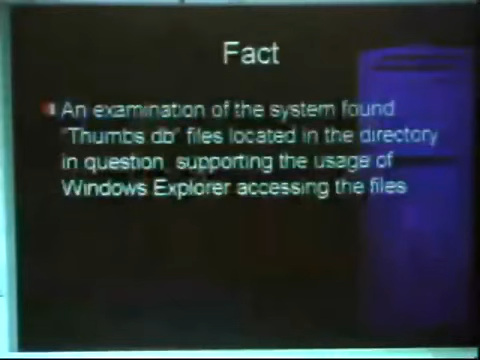 Fact
An examination of the system found
"Thumbs.db" files located in the directory
in question, supporting the usage of
Windows Explorer accessing the files